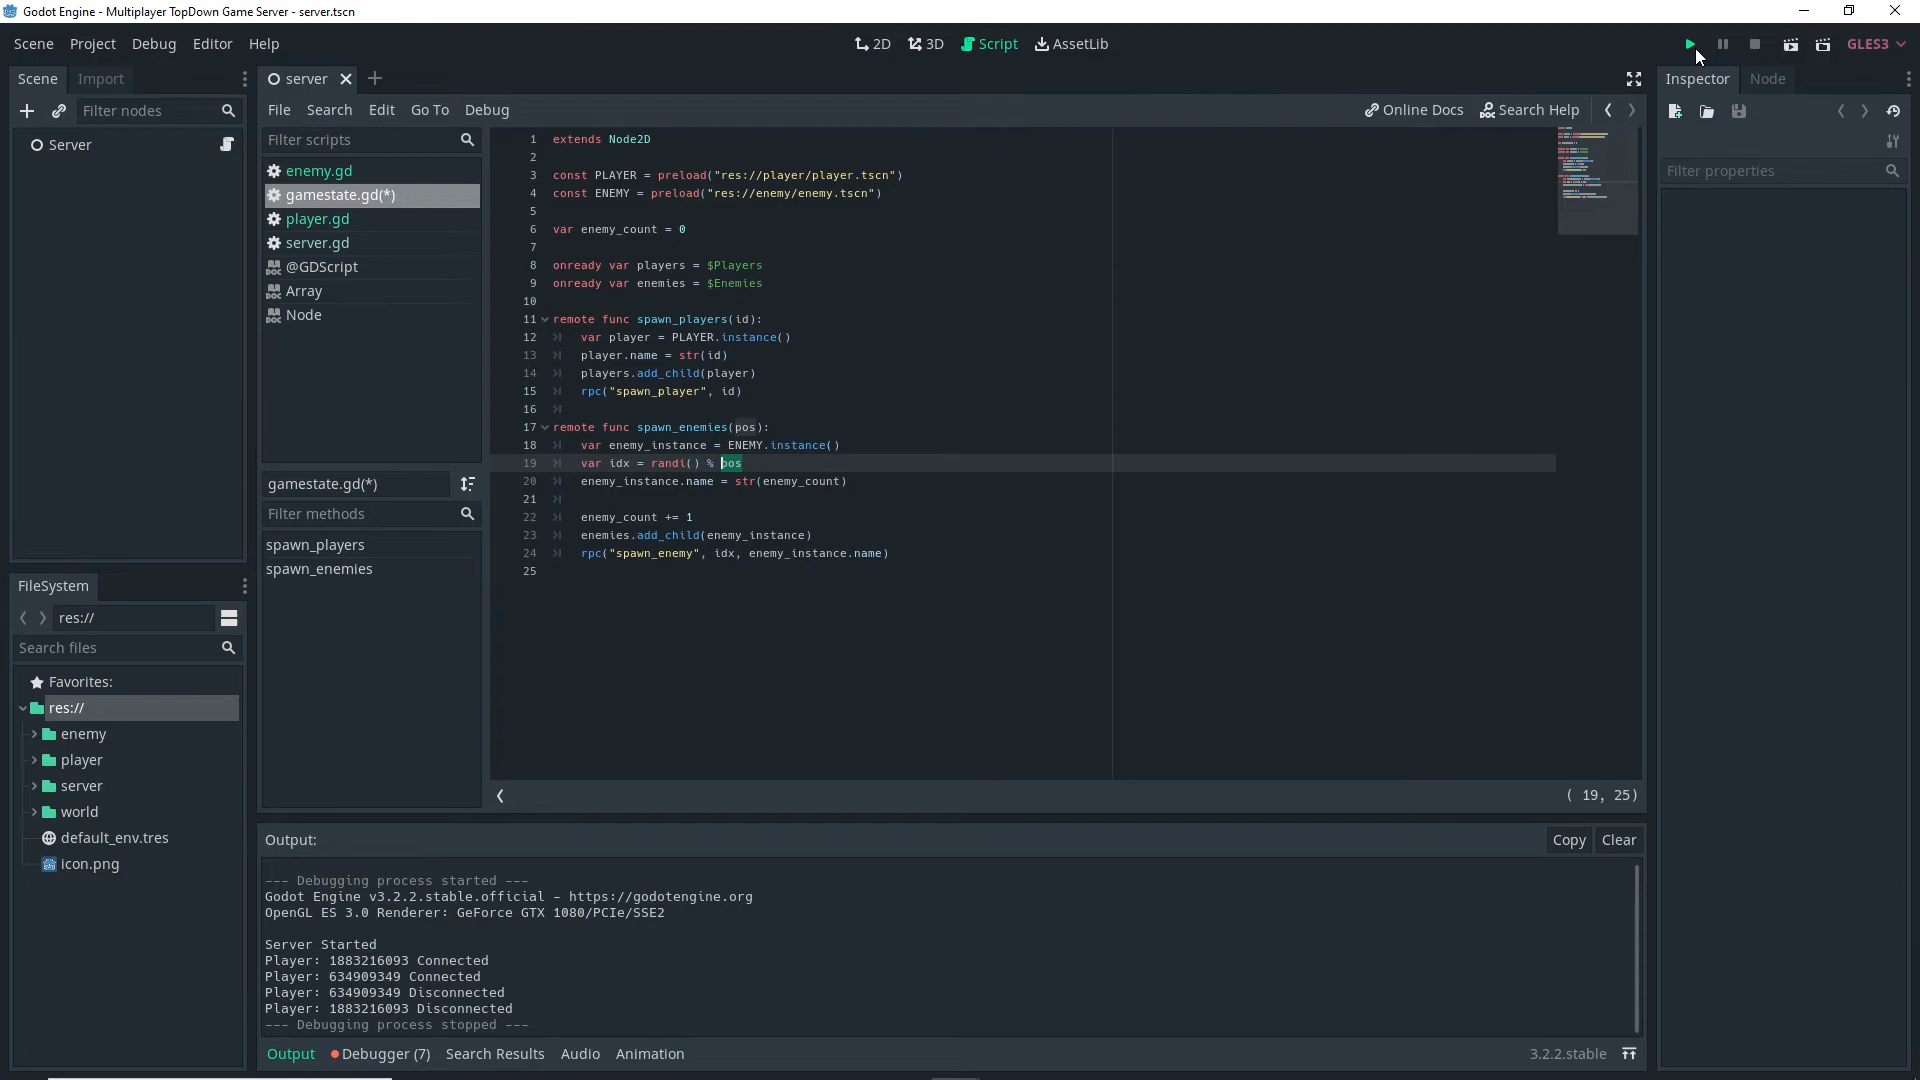 Godot Engine - Multiplayer TopDown Game Server - server.tscn
Scene Project Debug Editor Help
2D 3D Script AssetLib
GLES3
Scene Import
Filter nodes
Server
server
File Search Edit Go To Debug
Online Docs Search Help
Filter scripts
enemy.gd
gamestate.gd(*)
player.gd
server.gd
@GDScript
Array
Node
gamestate.gd(*)
Filter methods
spawn_players
spawn_enemies
1 extends Node2D
2
3 const PLAYER = preload("res://player/player.tscn")
4 const ENEMY = preload("res://enemy/enemy.tscn")
5
6 var enemy_count = 0
7
8 onready var players = $Players
9 onready var enemies = $Enemies
10
11 remote func spawn_players(id):
12 var player = PLAYER.instance()
13 player.name = str(id)
14 players.add_child(player)
15 rpc("spawn_player", id)
16
17 remote func spawn_enemies(pos):
18 var enemy_instance = ENEMY.instance()
19 var idx = randi() % pos
20 enemy_instance.name = str(enemy_count)
21
22 enemy_count += 1
23 enemies.add_child(enemy_instance)
24 rpc("spawn_enemy", idx, enemy_instance.name)
25
( 19, 25)
Inspector Node
Filter properties
FileSystem
res://
Search files
Favorites:
res://
enemy
player
server
world
default_env.tres
icon.png
Output:
Copy Clear
--- Debugging process started ---
Godot Engine v3.2.2.stable.official - https://godotengine.org
OpenGL ES 3.0 Renderer: GeForce GTX 1080/PCIe/SSE2
Server Started
Player: 1883216093 Connected
Player: 634909349 Connected
Player: 634909349 Disconnected
Player: 1883216093 Disconnected
--- Debugging process stopped ---
Output Debugger (7) Search Results Audio Animation
3.2.2.stable